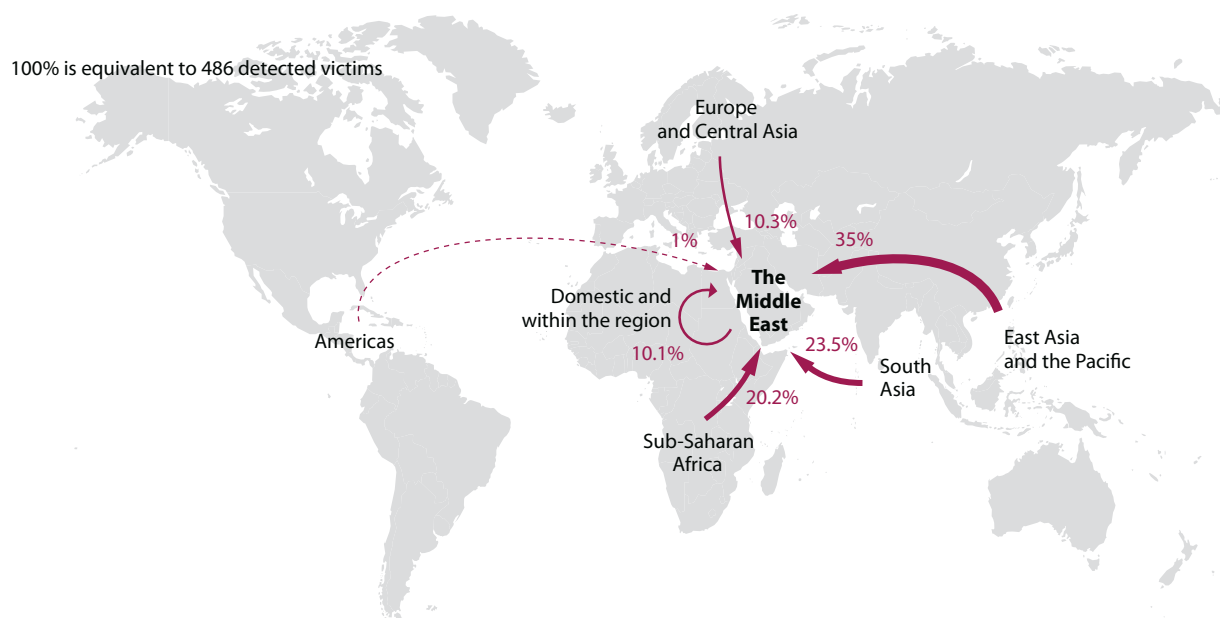 100% is equivalent to 486 detected victims
Europe
and Central Asia
10.3%
1%
35%
The
Middle
East
Domestic and
within the region
10.1%
Americas
23.5%
East Asia
and the Pacific
South
Asia
20.2%
Sub-Saharan
Africa